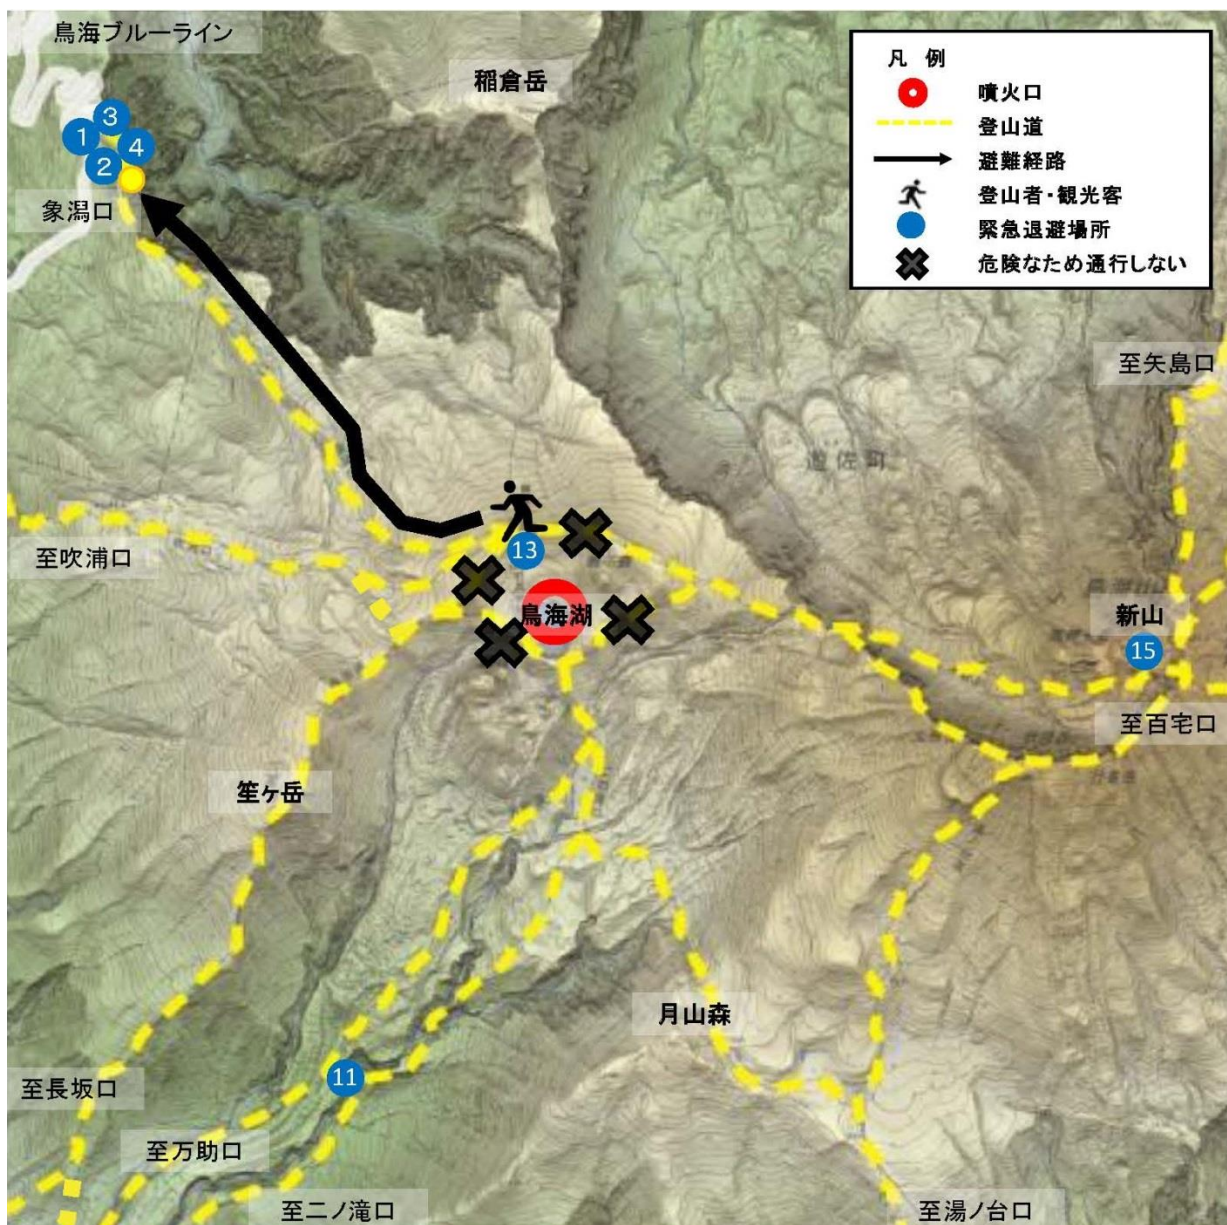 鳥海ブルーライン
稲倉岳
凡 例
噴火口
登山道
避難経路
登山者・観光客
緊急退避場所
危険なため通行しない
3
1
4
2
象潟口
至矢島口
遊佐町
至吹浦口
13
鳥海湖
新山
15
至百宅口
笙ヶ岳
月山森
11
至長坂口
至万助口
至二ノ滝口
至湯ノ台口